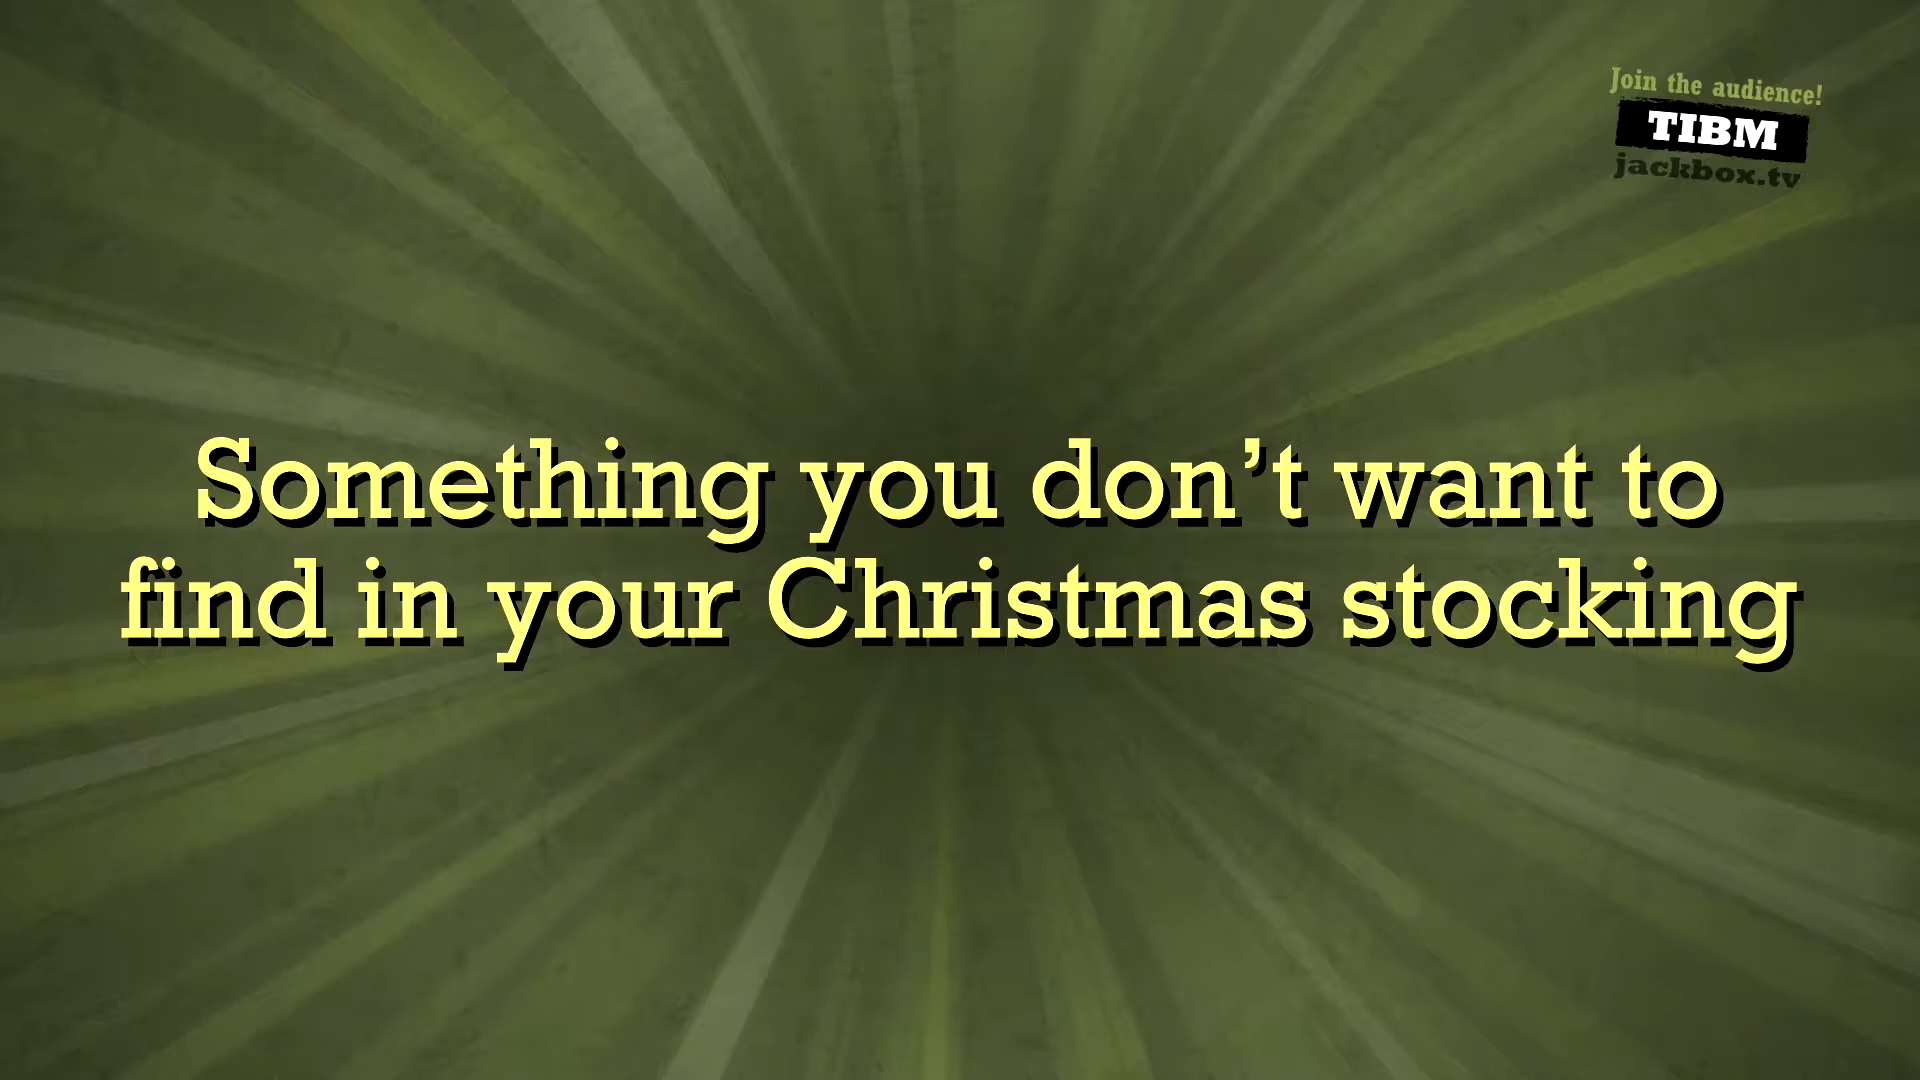 Join the audience!
TIBM
jackbox.tv
Something you don’t want to
find in your Christmas stocking